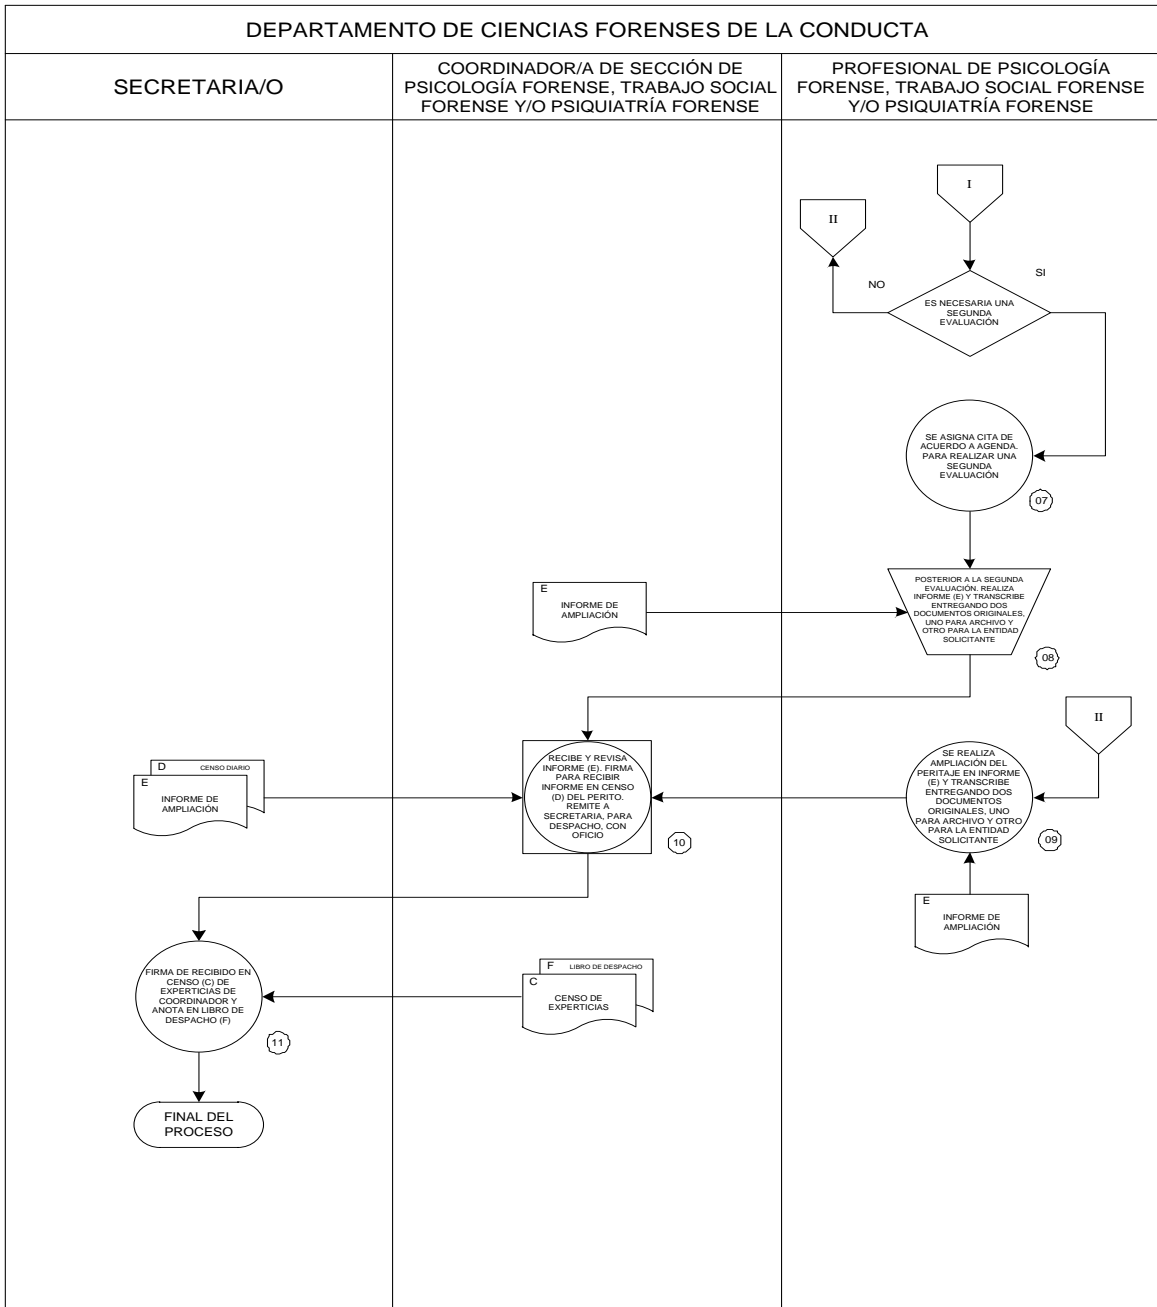 DEPARTAMENTO DE CIENCIAS FORENSES DE LA CONDUCTA
SECRETARIA/O
COORDINADOR/A DE SECCIÓN DE
PSICOLOGÍA FORENSE, TRABAJO SOCIAL
FORENSE Y/O PSIQUIATRÍA FORENSE
PROFESIONAL DE PSICOLOGÍA
FORENSE, TRABAJO SOCIAL FORENSE
Y/O PSIQUIATRÍA FORENSE
I
II
NO
SI
ES NECESARIA UNA
SEGUNDA
EVALUACIÓN
SE ASIGNA CITA DE
ACUERDO A AGENDA.
PARA REALIZAR UNA
SEGUNDA
EVALUACIÓN
07
E
INFORME DE
AMPLIACIÓN
POSTERIOR A LA SEGUNDA
EVALUACIÓN. REALIZA
INFORME (E) Y TRANSCRIBE
ENTREGANDO DOS
DOCUMENTOS ORIGINALES,
UNO PARA ARCHIVO Y
OTRO PARA LA ENTIDAD
SOLICITANTE
08
II
D
CENSO DIARIO
E
INFORME DE
AMPLIACIÓN
RECIBE Y REVISA
INFORME (E). FIRMA
PARA RECIBIR
INFORME EN CENSO
(D) DEL PERITO.
REMITE A
SECRETARIA, PARA
DESPACHO, CON
OFICIO
10
SE REALIZA
AMPLIACIÓN DEL
PERITAJE EN INFORME
(E) Y TRANSCRIBE
ENTREGANDO DOS
DOCUMENTOS
ORIGINALES, UNO
PARA ARCHIVO Y OTRO
PARA LA ENTIDAD
SOLICITANTE
09
E
INFORME DE
AMPLIACIÓN
FIRMA DE RECIBIDO EN
CENSO (C) DE
EXPERTICIAS DE
COORDINADOR Y
ANOTA EN LIBRO DE
DESPACHO (F)
11
F
LIBRO DE DESPACHO
C
CENSO DE
EXPERTICIAS
FINAL DEL
PROCESO